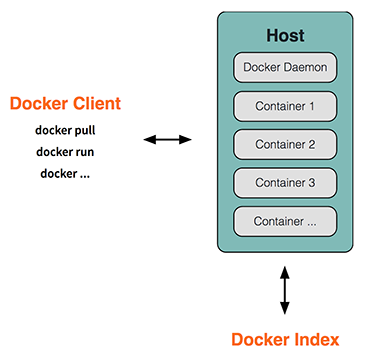 Docker Client
docker pull
docker run
docker ...
Host
Docker Daemon
Container 1
Container 2
Container 3
Container ...
Docker Index